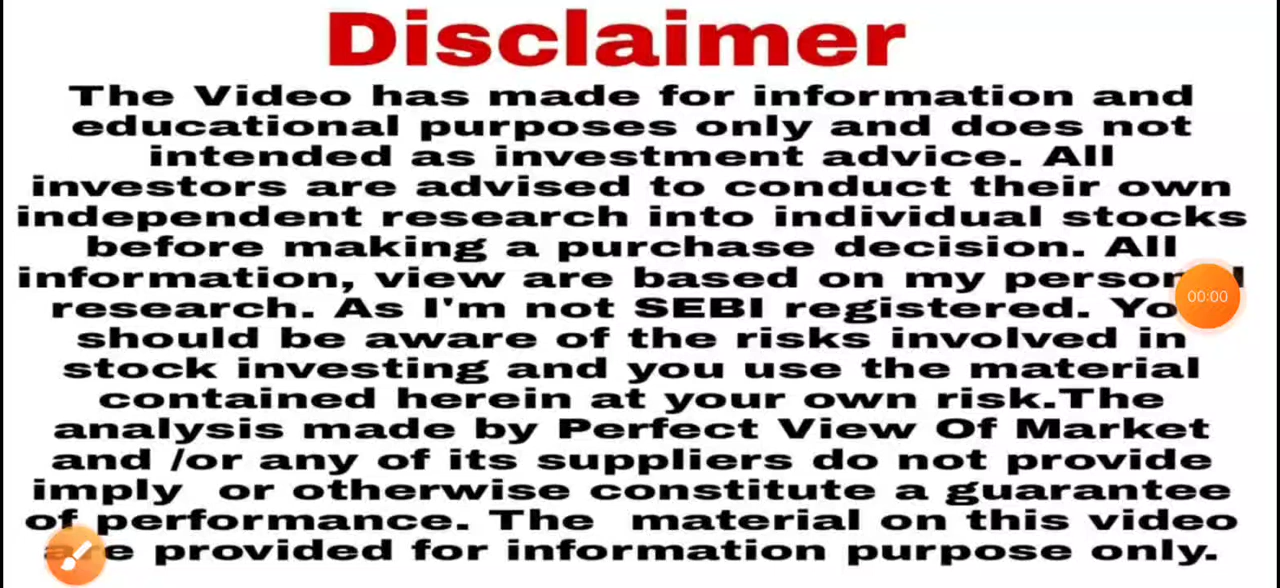 Disclaimer
The Video has made for information and
educational purposes only and does not
intended as investment advice. All
investors are advised to conduct their own
independent research into individual stocks
before making a purchase decision. All
information, view are based on my personal
research. As I'm not SEBI registered. You
should be aware of the risks involved in
stock investing and you use the material
contained herein at your own risk.The
analysis made by Perfect View Of Market
and /or any of its suppliers do not provide
imply or otherwise constitute a guarantee
of performance. The material on this video
are provided for information purpose only.
00:00